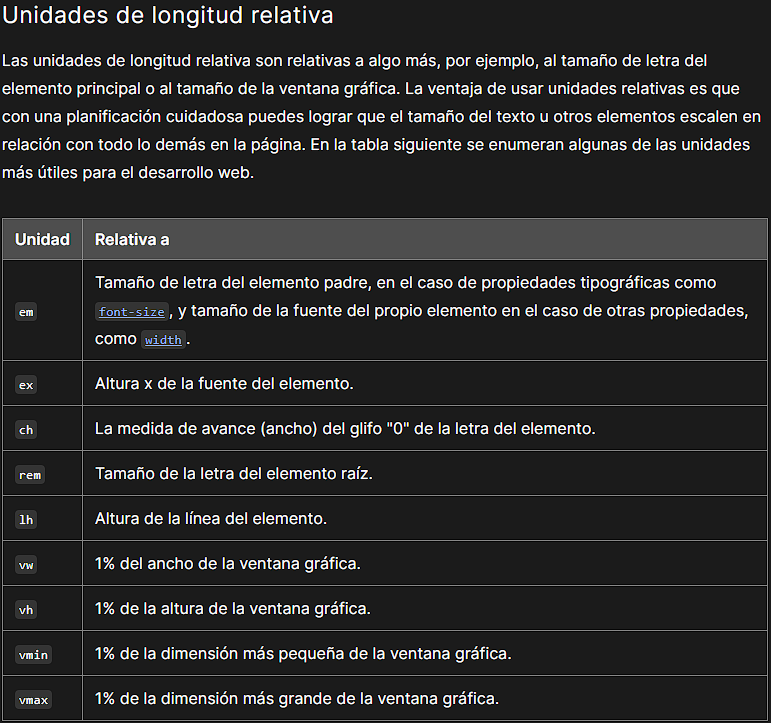 Unidades de longitud relativa
Las unidades de longitud relativa son relativas a algo más, por ejemplo, al tamaño de letra del
elemento principal o al tamaño de la ventana gráfica. La ventaja de usar unidades relativas es que
con una planificación cuidadosa puedes lograr que el tamaño del texto u otros elementos escalen en
relación con todo lo demás en la página. En la tabla siguiente se enumeran algunas de las unidades
más útiles para el desarrollo web.
Unidad Relativa a
em Tamaño de letra del elemento padre, en el caso de propiedades tipográficas como
font-size, y tamaño de la fuente del propio elemento en el caso de otras propiedades,
como width.
ex Altura x de la fuente del elemento.
ch La medida de avance (ancho) del glifo "0" de la letra del elemento.
rem Tamaño de la letra del elemento raíz.
lh Altura de la línea del elemento.
vw 1% del ancho de la ventana gráfica.
vh 1% de la altura de la ventana gráfica.
vmin 1% de la dimensión más pequeña de la ventana gráfica.
vmax 1% de la dimensión más grande de la ventana gráfica.